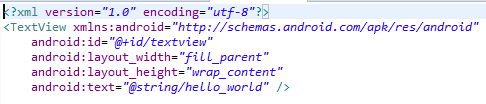 <?xml version="1.0" encoding="utf-8"?>
<TextView xmlns:android="http://schemas.android.com/apk/res/android"
    android:id="@+id/textview"
    android:layout_width="fill_parent"
    android:layout_height="wrap_content"
    android:text="@string/hello_world" />